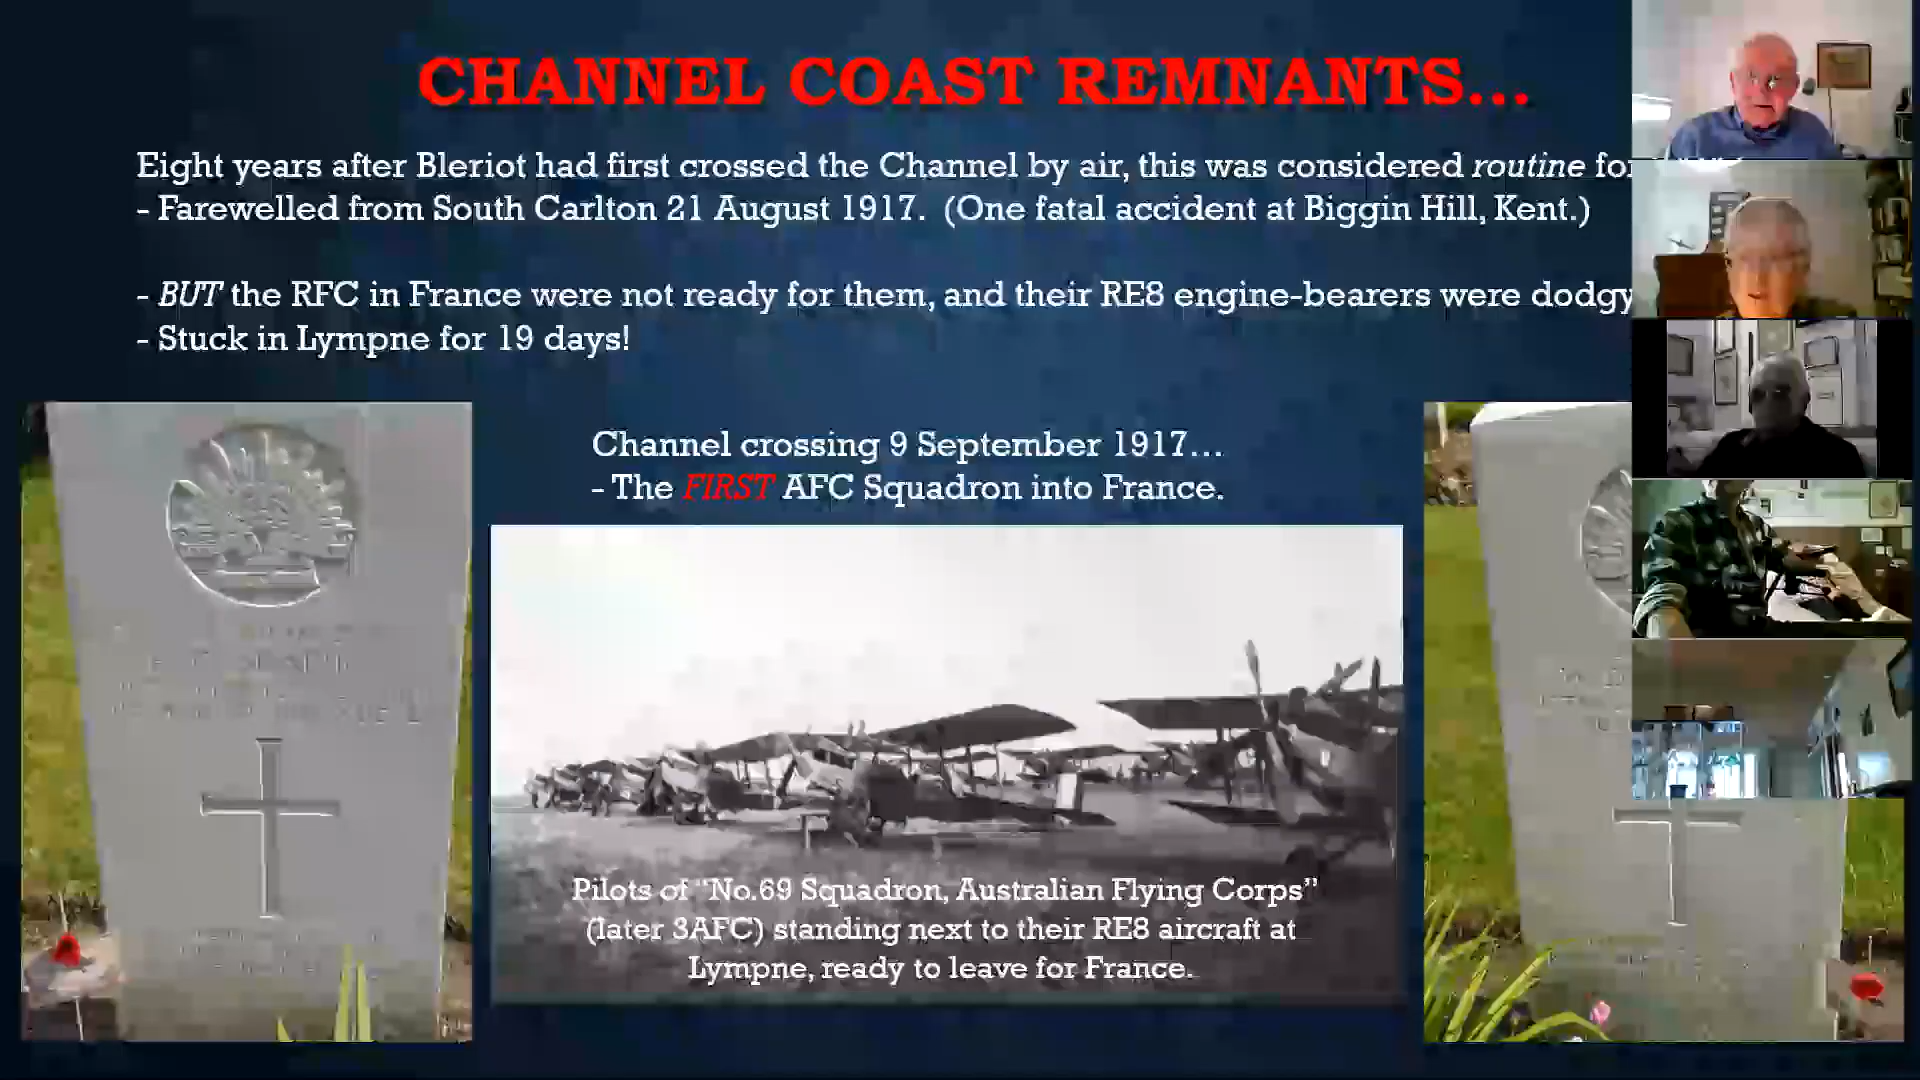 CHANNEL COAST REMNANTS...
Eight years after Bleriot had first crossed the Channel by air, this was considered routine for
- Farewelled from South Carlton 21 August 1917. (One fatal accident at Biggin Hill, Kent.)
- BUT the RFC in France were not ready for them, and their RE8 engine-bearers were dodgy
- Stuck in Lympne for 19 days!
Channel crossing 9 September 1917...
- The FIRST AFC Squadron into France.
Pilots of "No.69 Squadron, Australian Flying Corps"
(later 3AFC) standing next to their RE8 aircraft at
Lympne, ready to leave for France.